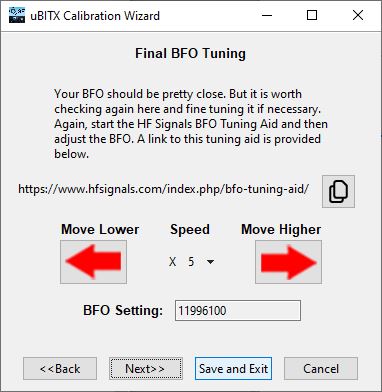 uBITX Calibration Wizard
Final BFO Tuning
Your BFO should be pretty close. But it is worth
checking again here and fine tuning it if necessary.
Again, start the HF Signals BFO Tuning Aid and then
adjust the BFO. A link to this tuning aid is provided
below.
https://www.hfsignals.com/index.php/bfo-tuning-aid/
Move Lower Speed Move Higher
X 5
BFO Setting: 11996100
<<Back Next>> Save and Exit Cancel